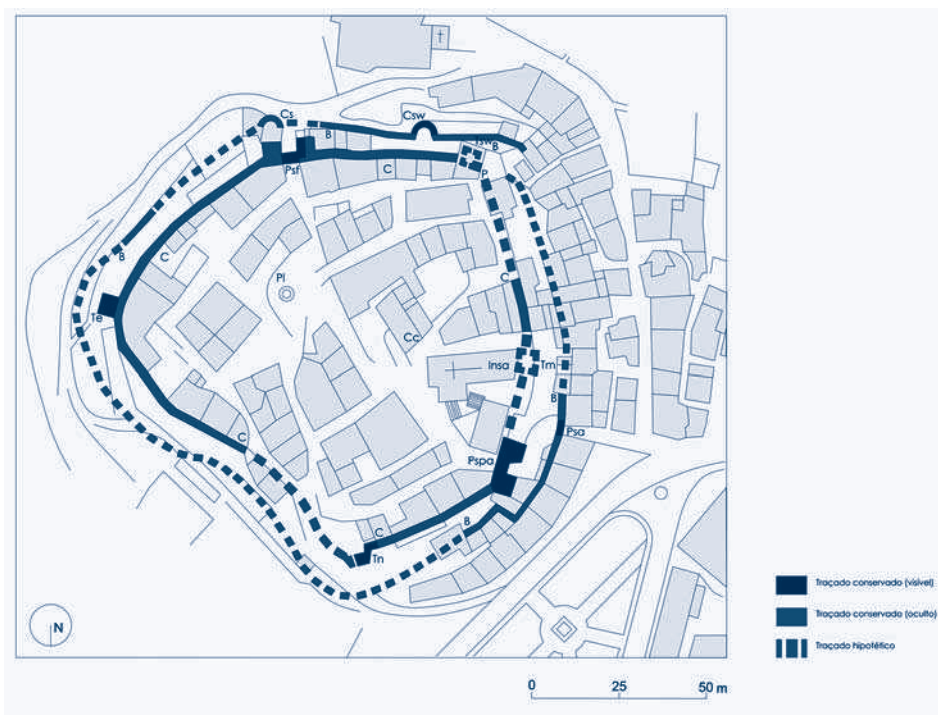 Cs
Csw
B
Tsw
B
Psf
C
P
B
C
C
Pl
Te
Cc
Insa
Tm
B
C
Psa
Pspa
B
C
Tn
N
Traçado conservado (visível)
Traçado conservado (oculto)
Traçado hipotético
0 25 50 m